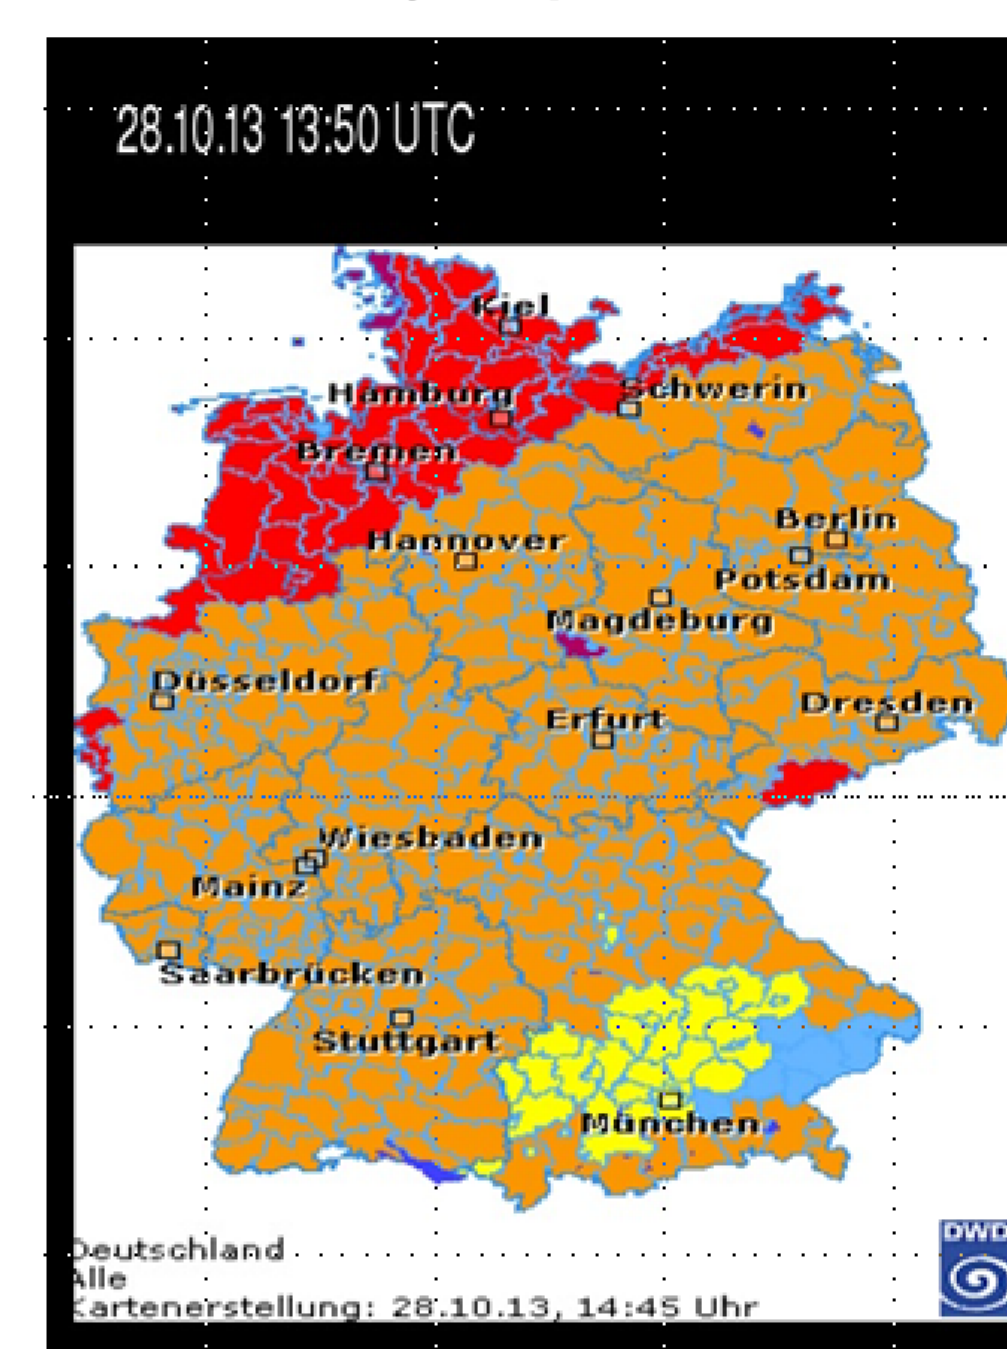 28.10.13 13:50 UTC
Kiel
Schwerin
Hamburg
Bremen
Berlin
Hannover
Potsdam
Magdeburg
Düsseldorf
Dresden
Erfurt
Wiesbaden
Mainz
Saarbrücken
Stuttgart
München
DWD
Deutschland
Alle
Kartenerstellung: 28.10.13, 14:45 Uhr